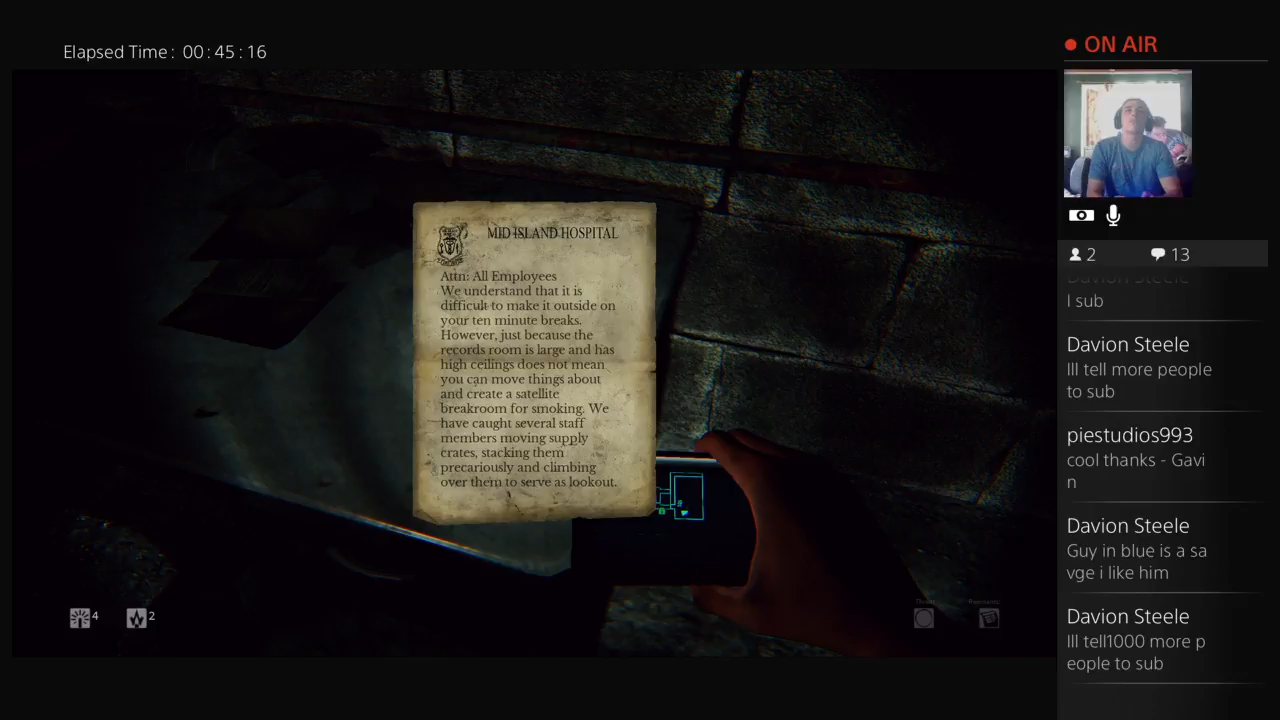 Elapsed Time: 00:45:16
ON AIR
MID ISLAND HOSPITAL
Attn: All Employees
We understand that it is
difficult to make it outside on
your ten minute breaks.
However, just because the
records room is large and has
high ceilings does not mean
you can move things about
and create a satellite
breakroom for smoking. We
have caught several staff
members moving supply
crates, stacking them
precariously and climbing
over them to serve as lookout.
4
2
2
13
Davion Steele
I sub
Davion Steele
Ill tell more people
to sub
piestudios993
cool thanks - Gavi
n
Davion Steele
Guy in blue is a sa
vge i like him
Davion Steele
Ill tell1000 more p
eople to sub